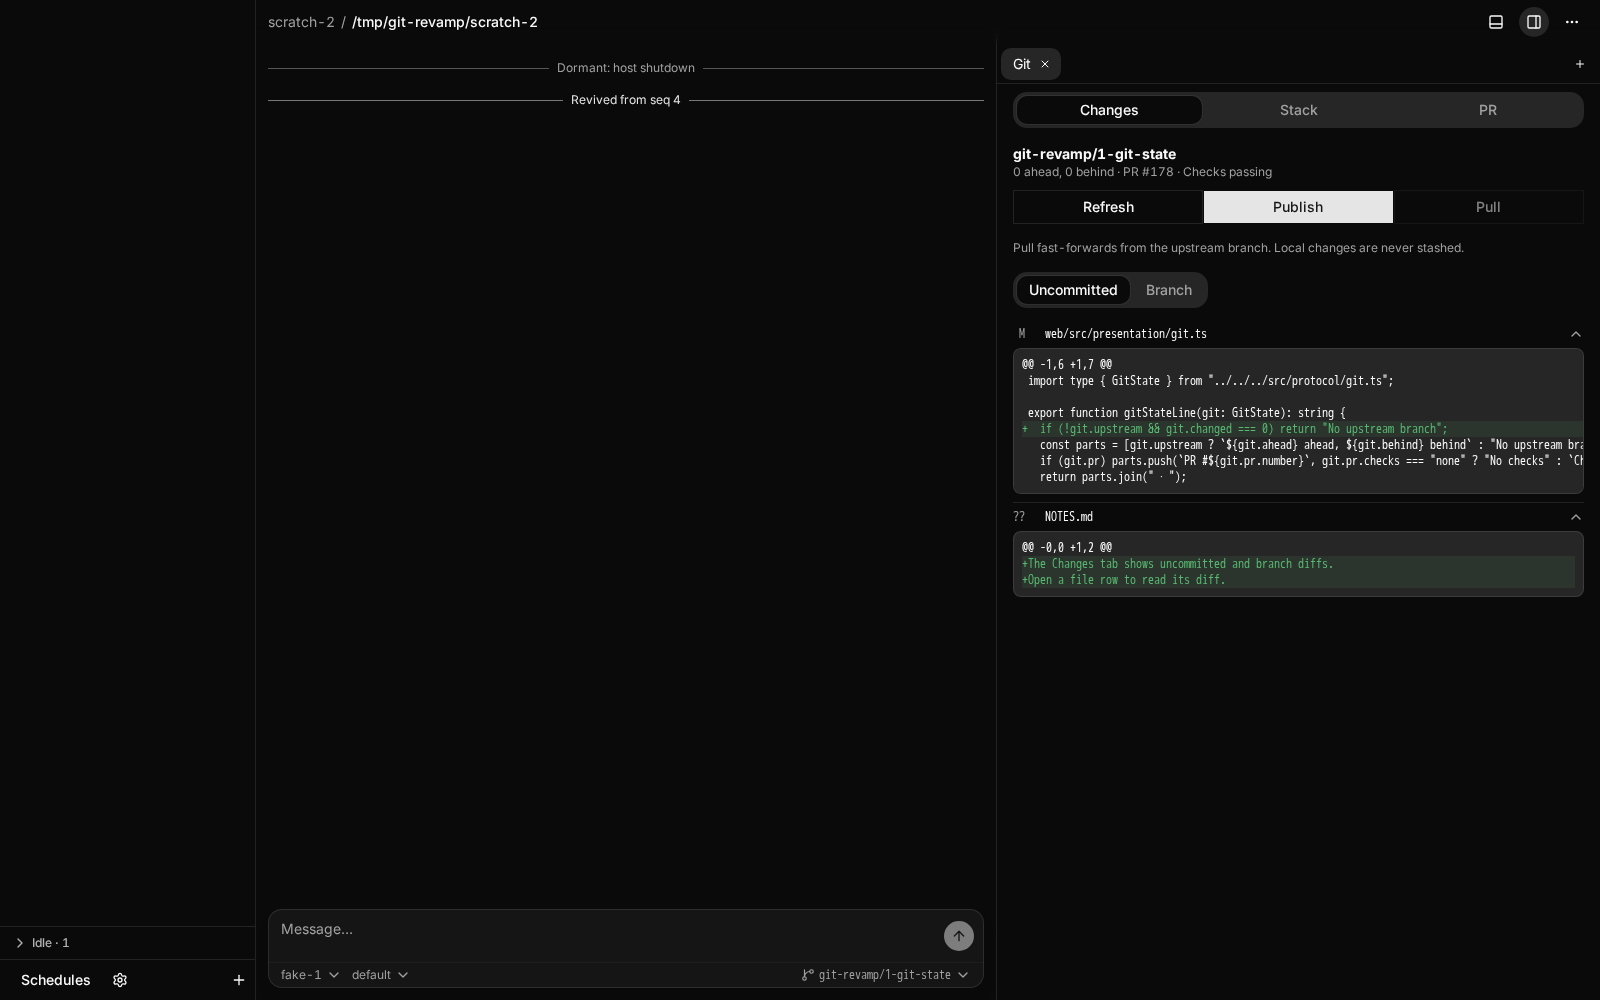 scratch-2 / /tmp/git-revamp/scratch-2
Dormant: host shutdown
Revived from seq 4
Message...
fake-1 default git-revamp/1-git-state
Idle · 1
Schedules
Git
Changes Stack PR
git-revamp/1-git-state
0 ahead, 0 behind · PR #178 · Checks passing
Refresh Publish Pull
Pull fast-forwards from the upstream branch. Local changes are never stashed.
Uncommitted Branch
M web/src/presentation/git.ts
@@ -1,6 +1,7 @@
import type { GitState } from "../../../src/protocol/git.ts";
export function gitStateLine(git: GitState): string {
+ if (!git.upstream && git.changed === 0) return "No upstream branch";
const parts = [git.upstream ? `${git.ahead} ahead, ${git.behind} behind` : "No upstream bra
if (git.pr) parts.push(`PR #${git.pr.number}`, git.pr.checks === "none" ? "No checks" : `Ch
return parts.join(" · ");
?? NOTES.md
@@ -0,0 +1,2 @@
+The Changes tab shows uncommitted and branch diffs.
+Open a file row to read its diff.